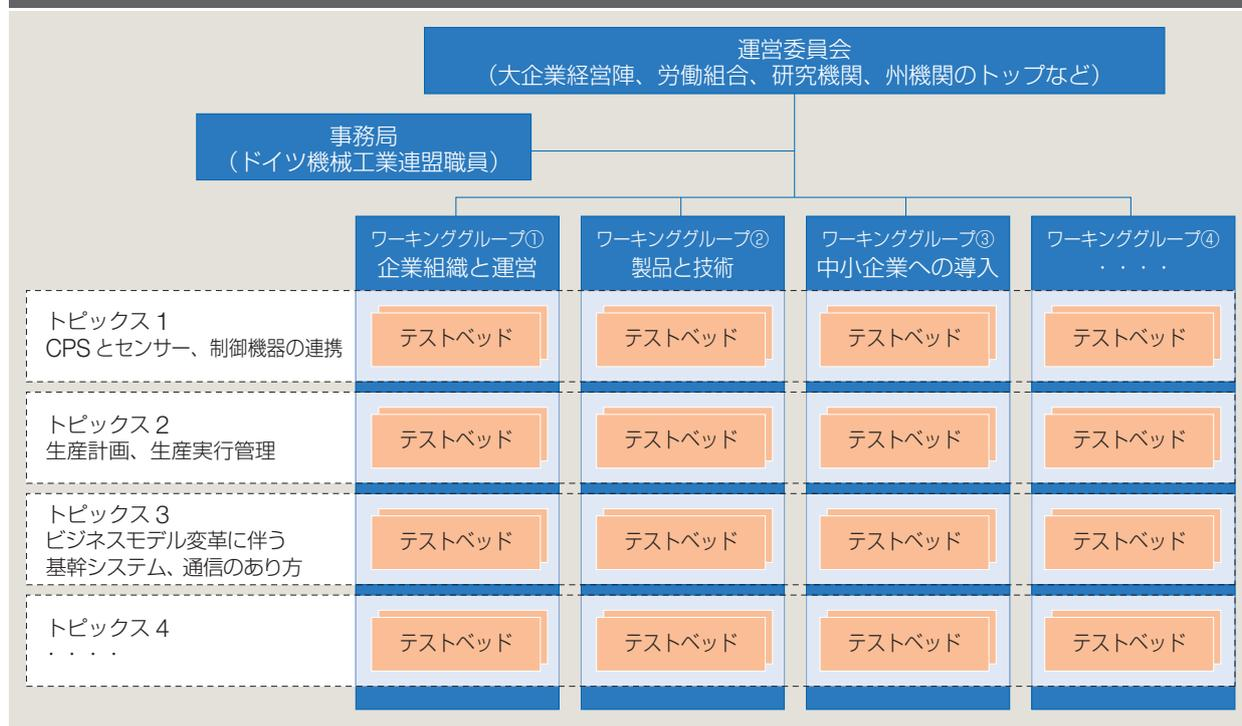 運営委員会
（大企業経営陣、労働組合、研究機関、州機関のトップなど）
事務局
（ドイツ機械工業連盟職員）
ワーキンググループ①
企業組織と運営
ワーキンググループ②
製品と技術
ワーキンググループ③
中小企業への導入
ワーキンググループ④
・・・・
トピックス 1
CPS とセンサー、制御機器の連携
テストベッド
テストベッド
テストベッド
テストベッド
トピックス 2
生産計画、生産実行管理
テストベッド
テストベッド
テストベッド
テストベッド
トピックス 3
ビジネスモデル変革に伴う
基幹システム、通信のあり方
テストベッド
テストベッド
テストベッド
テストベッド
トピックス 4
・・・・
テストベッド
テストベッド
テストベッド
テストベッド